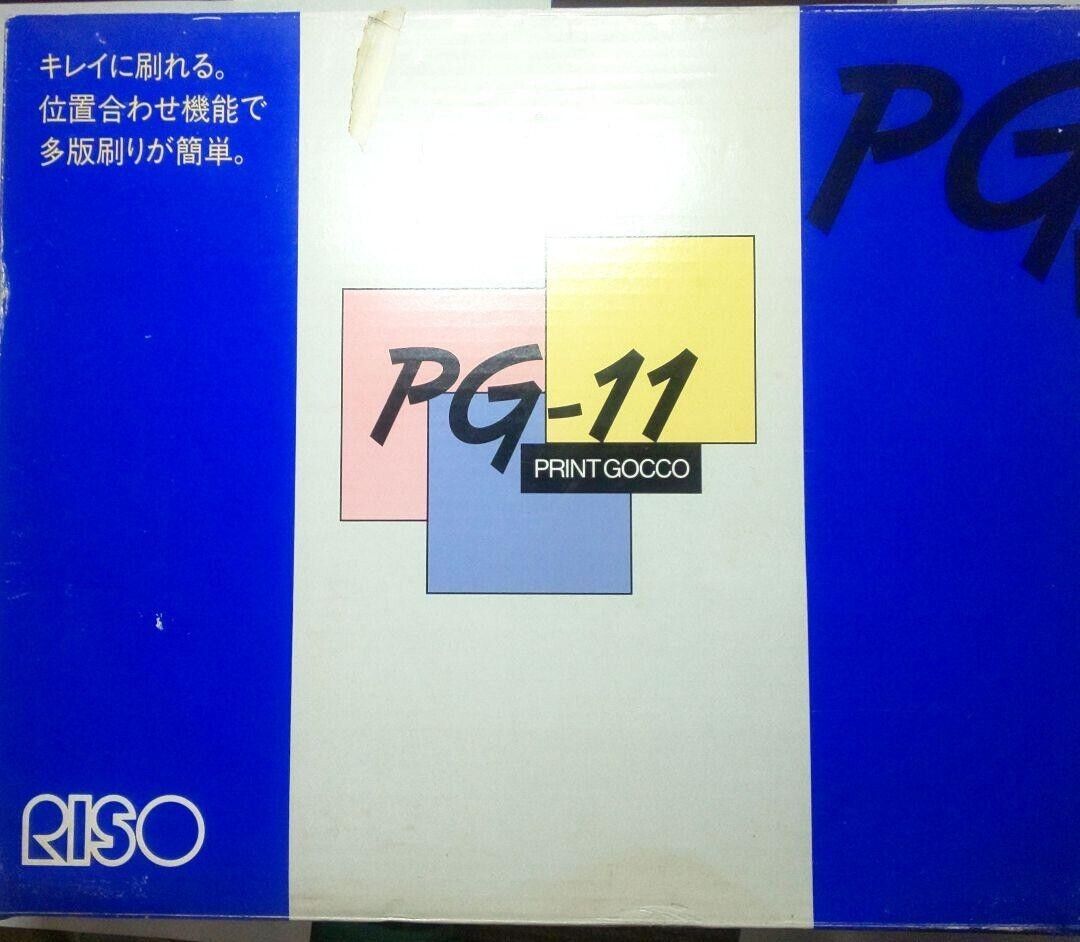 キレイに刷れる。
位置合わせ機能で
多版刷りが簡単。
PG
PG-11
PRINT GOCCO
RISO